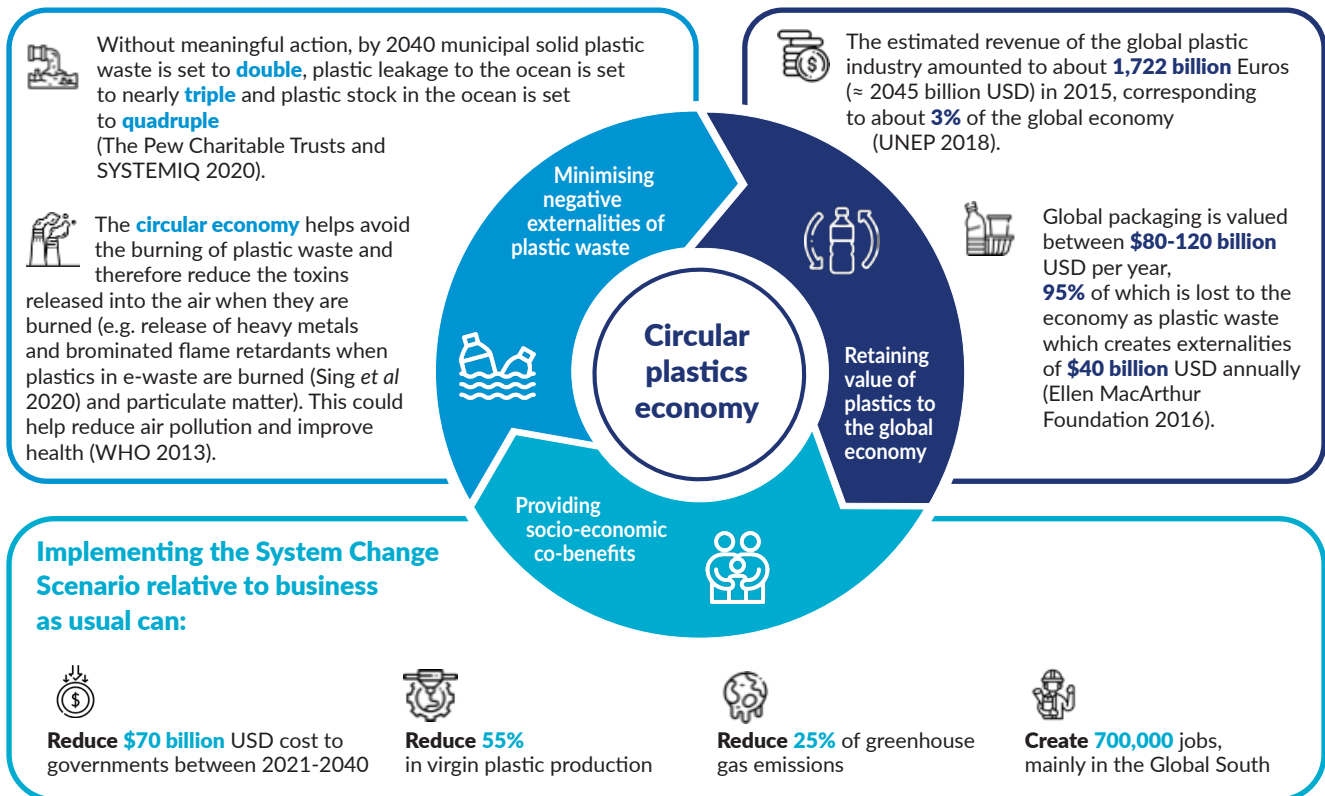 Without meaningful action, by 2040 municipal solid plastic
waste is set to double, plastic leakage to the ocean is set
to nearly triple and plastic stock in the ocean is set
to quadruple
(The Pew Charitable Trusts and
SYSTEMIQ 2020).
The circular economy helps avoid
the burning of plastic waste and
therefore reduce the toxins
released into the air when they are
burned (e.g. release of heavy metals
and brominated flame retardants when
plastics in e-waste are burned (Sing et al
2020) and particulate matter). This could
help reduce air pollution and improve
health (WHO 2013).
The estimated revenue of the global plastic
industry amounted to about 1,722 billion Euros
(≈ 2045 billion USD) in 2015, corresponding
to about 3% of the global economy
(UNEP 2018).
Global packaging is valued
between $80-120 billion
USD per year,
95% of which is lost to the
economy as plastic waste
which creates externalities
of $40 billion USD annually
(Ellen MacArthur
Foundation 2016).
Minimising
negative
externalities of
plastic waste
Circular
plastics
economy
Retaining
value of
plastics to
the global
economy
Providing
socio-economic
co-benefits
Implementing the System Change
Scenario relative to business
as usual can:
$
Reduce $70 billion USD cost to
governments between 2021-2040
Reduce 55%
in virgin plastic production
Reduce 25% of greenhouse
gas emissions
Create 700,000 jobs,
mainly in the Global South